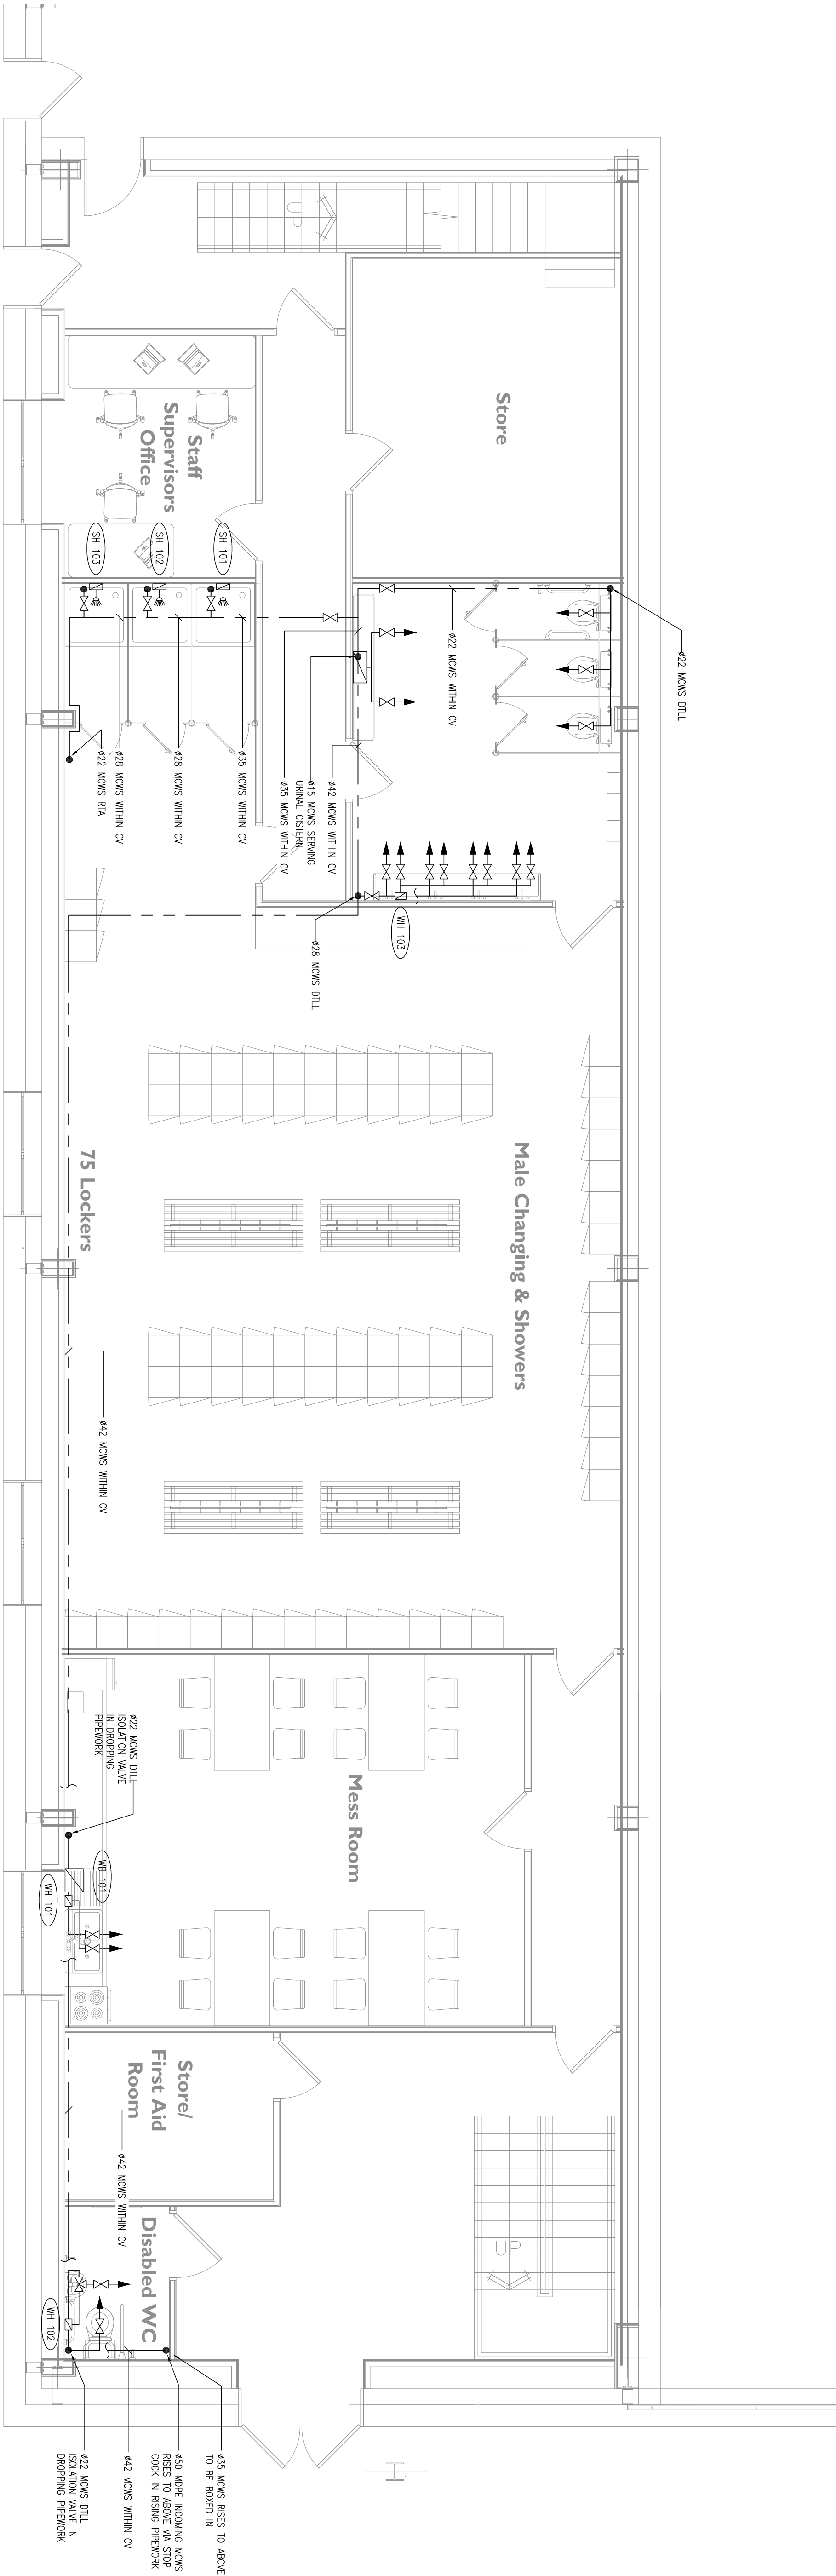 ø22 MCWS DTLL
Store
UP
Staff
Supervisors
Office
SH 101
SH 102
SH 103
ø22 MCWS WITHIN CV
ø42 MCWS WITHIN CV
ø15 MCWS SERVING
URINAL CISTERN
ø35 MCWS WITHIN CV
ø35 MCWS WITHIN CV
ø28 MCWS WITHIN CV
ø28 MCWS WITHIN CV
ø22 MCWS RTA
WH 103
ø28 MCWS DTLL
Male Changing & Showers
75 Lockers
ø42 MCWS WITHIN CV
ø22 MCWS DTLL
ISOLATION VALVE
IN DROPPING
PIPEWORK
Mess Room
WB 101
WH 101
Store/
First Aid
Room
ø42 MCWS WITHIN CV
UP
Disabled WC
WH 102
ø35 MCWS RISES TO ABOVE
TO BE BOXED IN
ø50 MDPE INCOMING MCWS
RISES TO ABOVE VIA STOP
COCK IN RISING PIPEWORK
ø42 MCWS WITHIN CV
ø22 MCWS DTLL
ISOLATION VALVE IN
DROPPING PIPEWORK